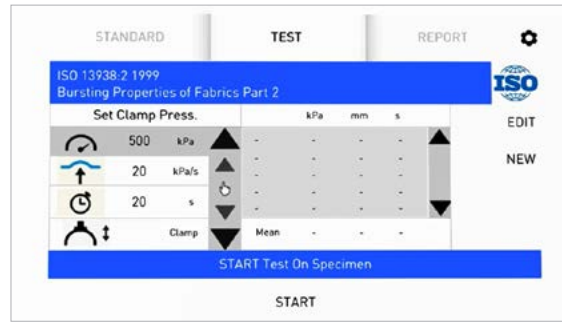 STANDARD TEST REPORT
ISO 13938:2 1999
Bursting Properties of Fabrics Part 2
ISO
Set Clamp Press.
kPa mm s
500 kPa - - -
20 kPa/s - - -
20 s - - -
Clamp
Mean - - -
EDIT
NEW
START Test On Specimen
START